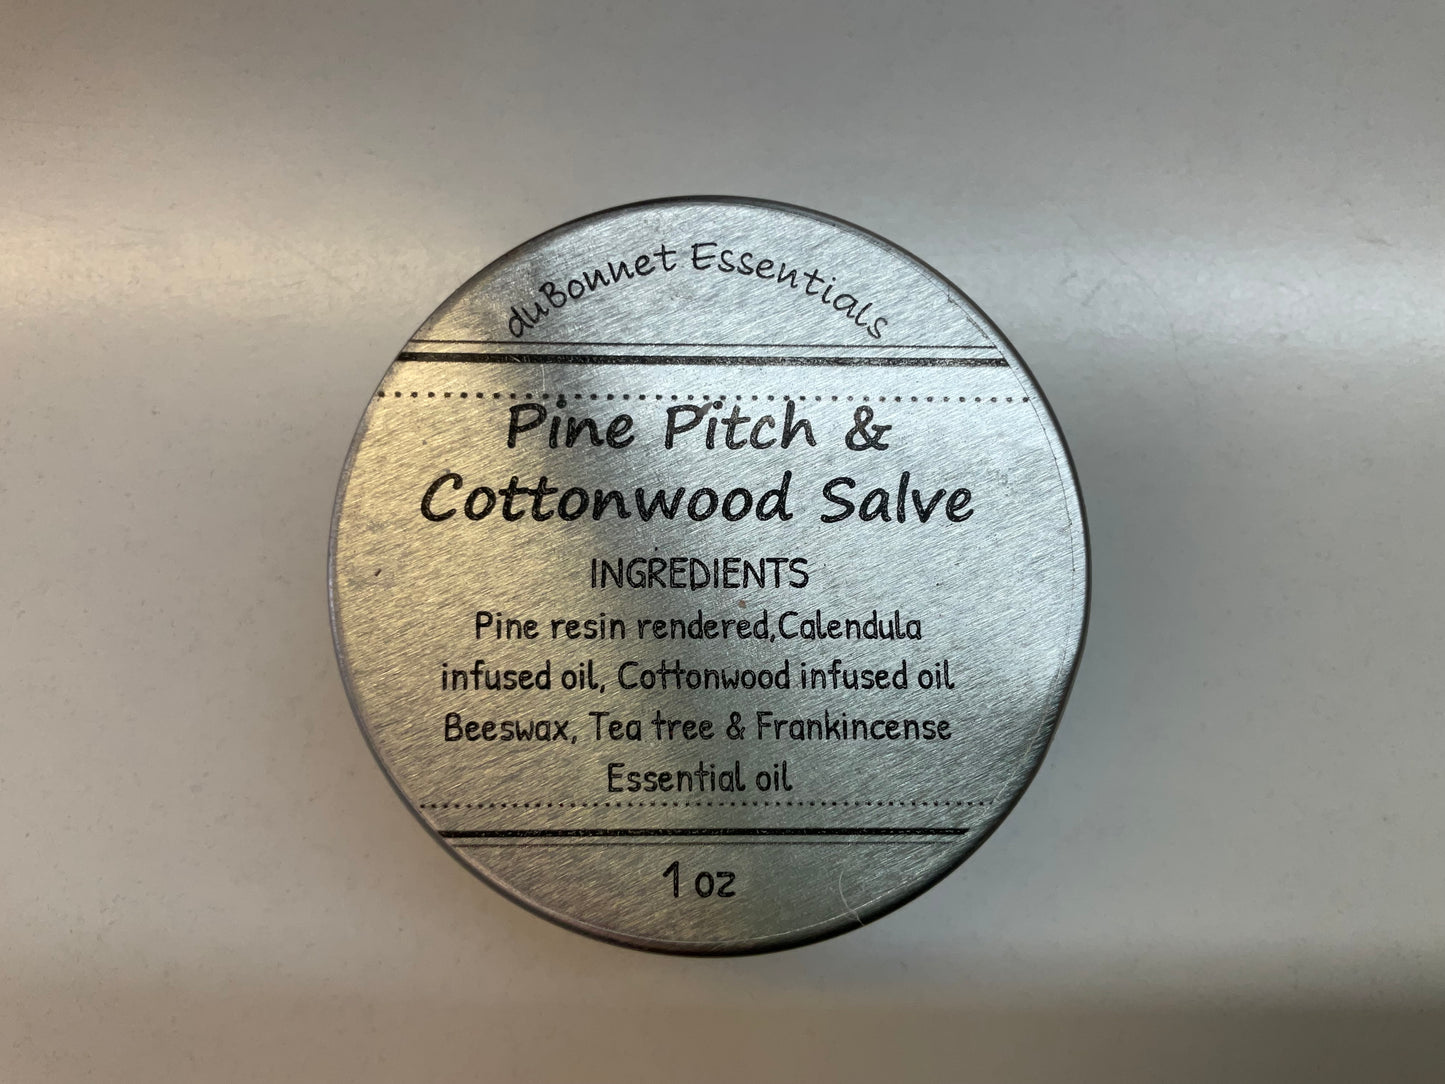 duBonnet Essentials
Pine Pitch &
Cottonwood Salve
INGREDIENTS
Pine resin rendered,Calendula
infused oil, Cottonwood infused oil
Beeswax, Tea tree & Frankincense
Essential oil
1 oz